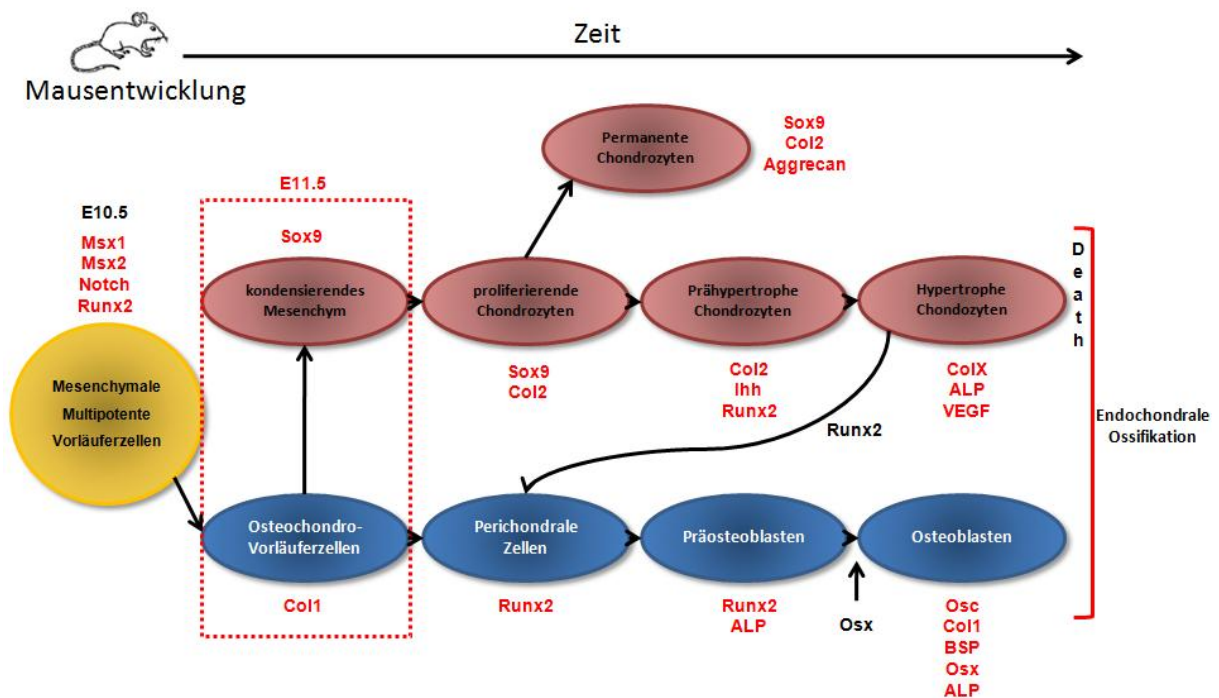 Zeit
Mausentwicklung
Permanente
Chondrozyten
Sox9
Col2
Aggrecan
E10.5
Msx1
Msx2
Notch
Runx2
E11.5
Sox9
kondensierendes
Mesenchym
proliferierende
Chondrozyten
Sox9
Col2
Prähypertrophe
Chondrozyten
Col2
Ihh
Runx2
Hypertrophe
Chondozyten
ColX
ALP
VEGF
Death
Endochondrale
Ossifikation
Mesenchymale
Multipotente
Vorläuferzellen
Runx2
Osteochondro-
Vorläuferzellen
Col1
Perichondrale
Zellen
Runx2
Präosteoblasten
Runx2
ALP
Osx
Osteoblasten
Osc
Col1
BSP
Osx
ALP